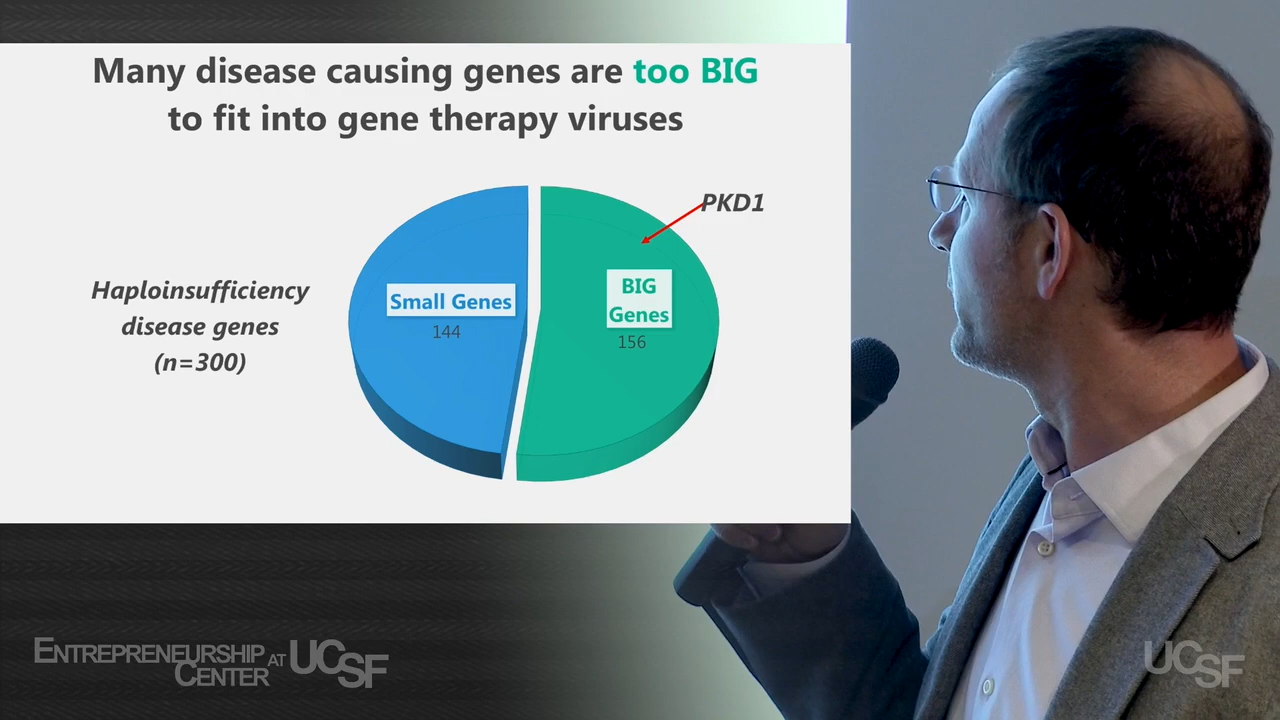 Many disease causing genes are too BIG
to fit into gene therapy viruses
PKD1
Haploinsufficiency
disease genes
(n=300)
Small Genes
144
BIG
Genes
156
ENTREPRENEURSHIP AT UCSF
CENTER
UCSF